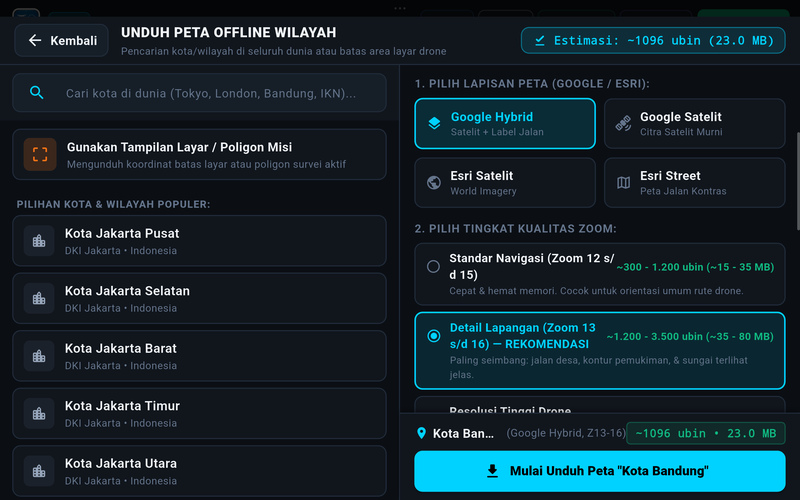 Kembali
UNDUH PETA OFFLINE WILAYAH
Pencarian kota/wilayah di seluruh dunia atau batas area layar drone
Estimasi: ~1096 ubin (23.0 MB)
Cari kota di dunia (Tokyo, London, Bandung, IKN)...
Gunakan Tampilan Layar / Poligon Misi
Mengunduh koordinat batas layar atau poligon survei aktif
PILIHAN KOTA & WILAYAH POPULER:
Kota Jakarta Pusat
DKI Jakarta • Indonesia
Kota Jakarta Selatan
DKI Jakarta • Indonesia
Kota Jakarta Barat
DKI Jakarta • Indonesia
Kota Jakarta Timur
DKI Jakarta • Indonesia
Kota Jakarta Utara
DKI Jakarta • Indonesia
1. PILIH LAPISAN PETA (GOOGLE / ESRI):
Google Hybrid
Satelit + Label Jalan
Google Satelit
Citra Satelit Murni
Esri Satelit
World Imagery
Esri Street
Peta Jalan Kontras
2. PILIH TINGKAT KUALITAS ZOOM:
Standar Navigasi (Zoom 12 s/
d 15)
~300 - 1.200 ubin (~15 - 35 MB)
Cepat & hemat memori. Cocok untuk orientasi umum rute drone.
Detail Lapangan (Zoom 13
s/d 16) — REKOMENDASI
~1.200 - 3.500 ubin (~35 - 80 MB)
Paling seimbang: jalan desa, kontur pemukiman, & sungai terlihat
jelas.
Resolusi Tinggi Drone
Kota Ban...
(Google Hybrid, Z13-16)
~1096 ubin • 23.0 MB
Mulai Unduh Peta "Kota Bandung"